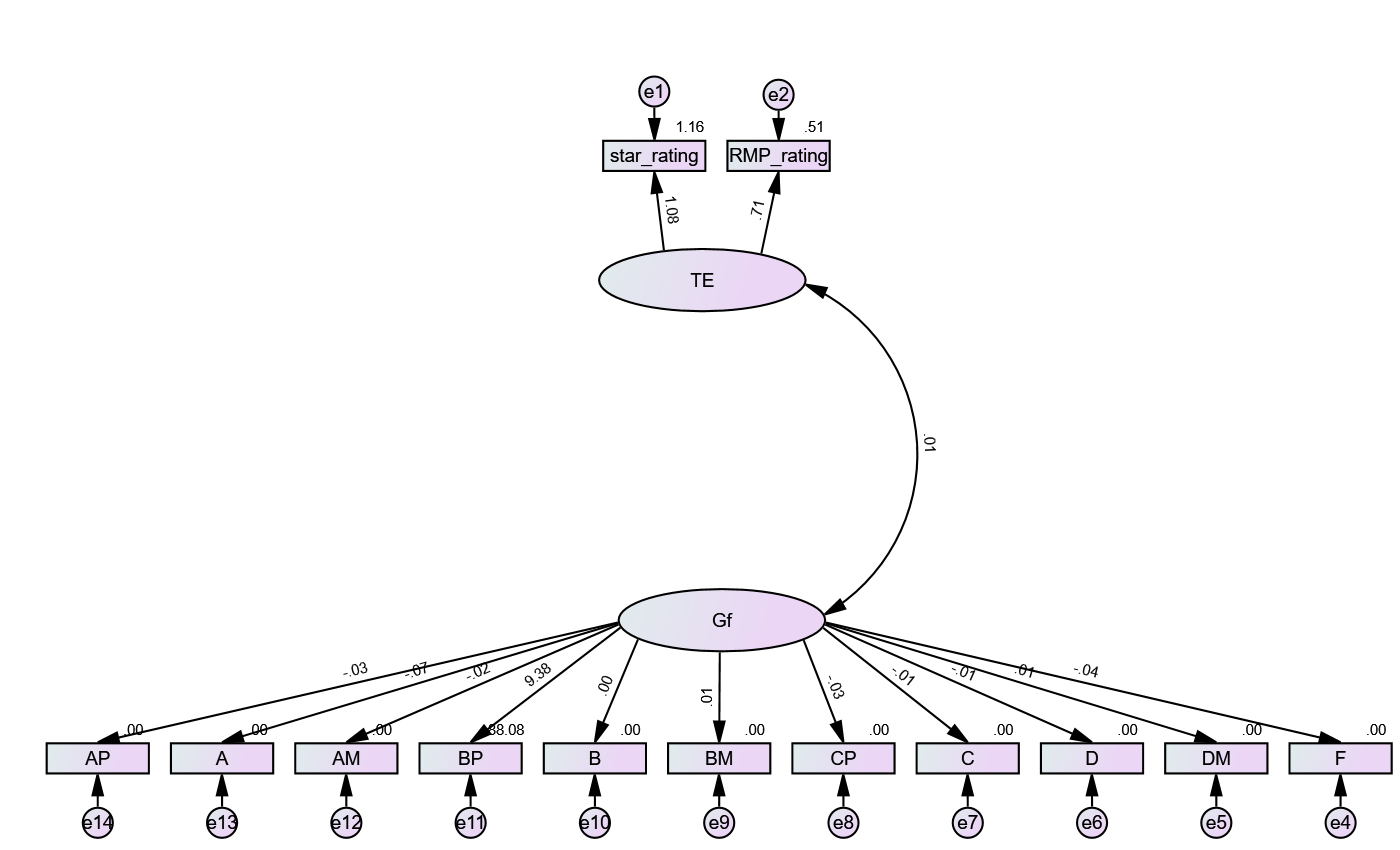 e1
e2
1.16
.51
star_rating
RMP_rating
1.08
.71
TE
.01
Gf
-.03
-.07
-.02
9.38
.00
.01
-.03
-.01
-.01
.01
-.04
.00
.00
.00
88.08
.00
.00
.00
.00
.00
.00
.00
AP
A
AM
BP
B
BM
CP
C
D
DM
F
e14
e13
e12
e11
e10
e9
e8
e7
e6
e5
e4